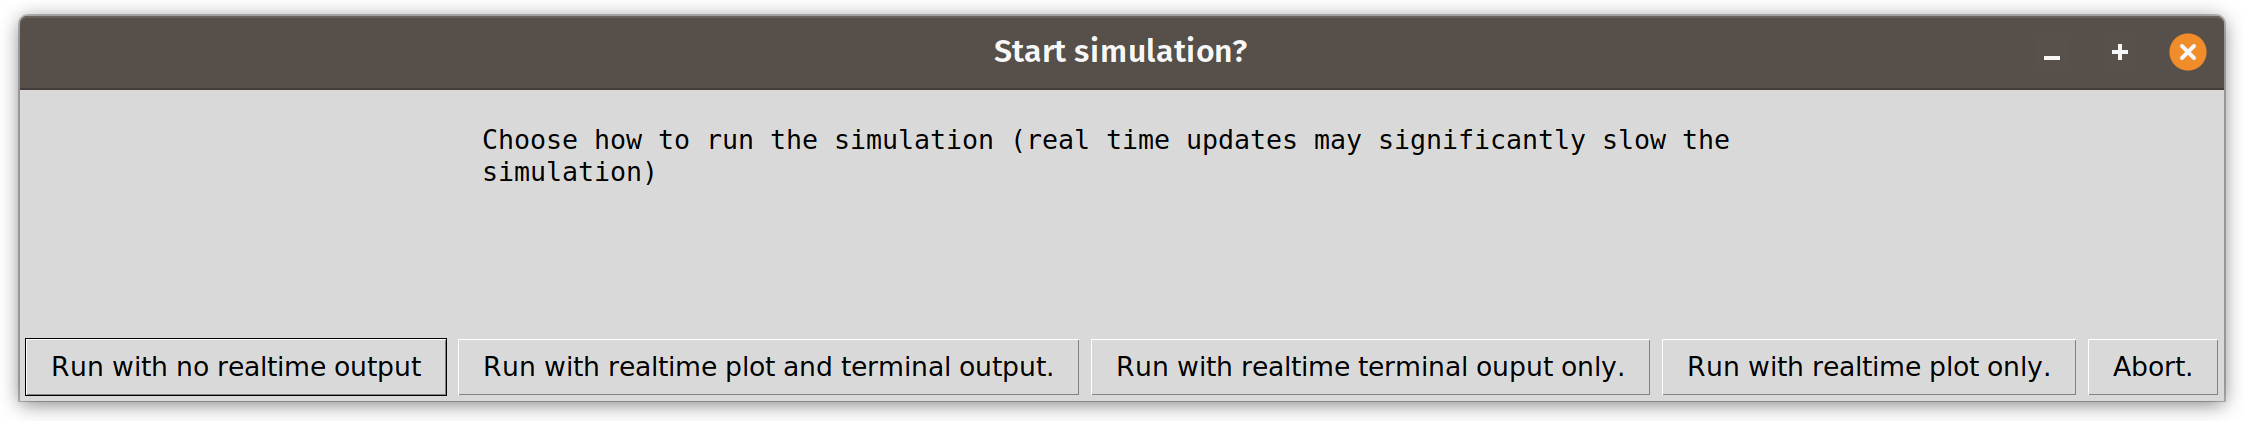 Start simulation?
Choose how to run the simulation (real time updates may significantly slow the
simulation)
Run with no realtime output
Run with realtime plot and terminal output.
Run with realtime terminal ouput only.
Run with realtime plot only.
Abort.